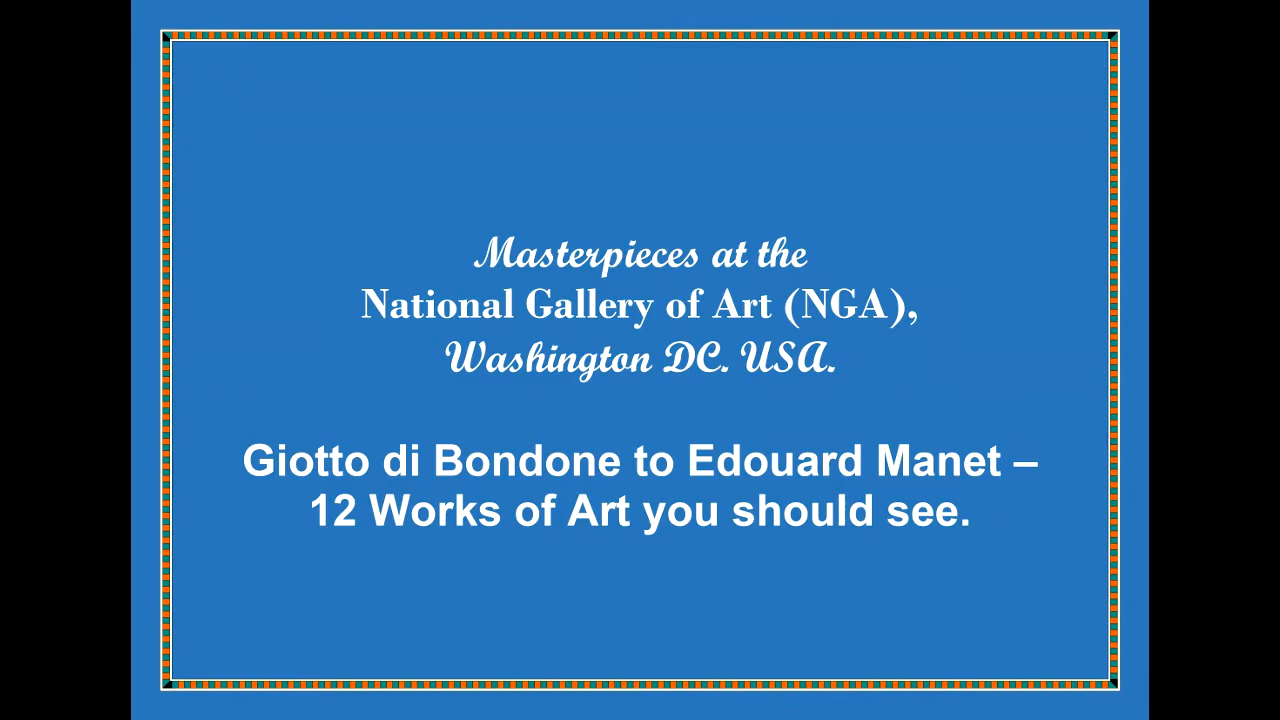 Masterpieces at the
National Gallery of Art (NGA),
Washington DC. USA.
Giotto di Bondone to Edouard Manet –
12 Works of Art you should see.